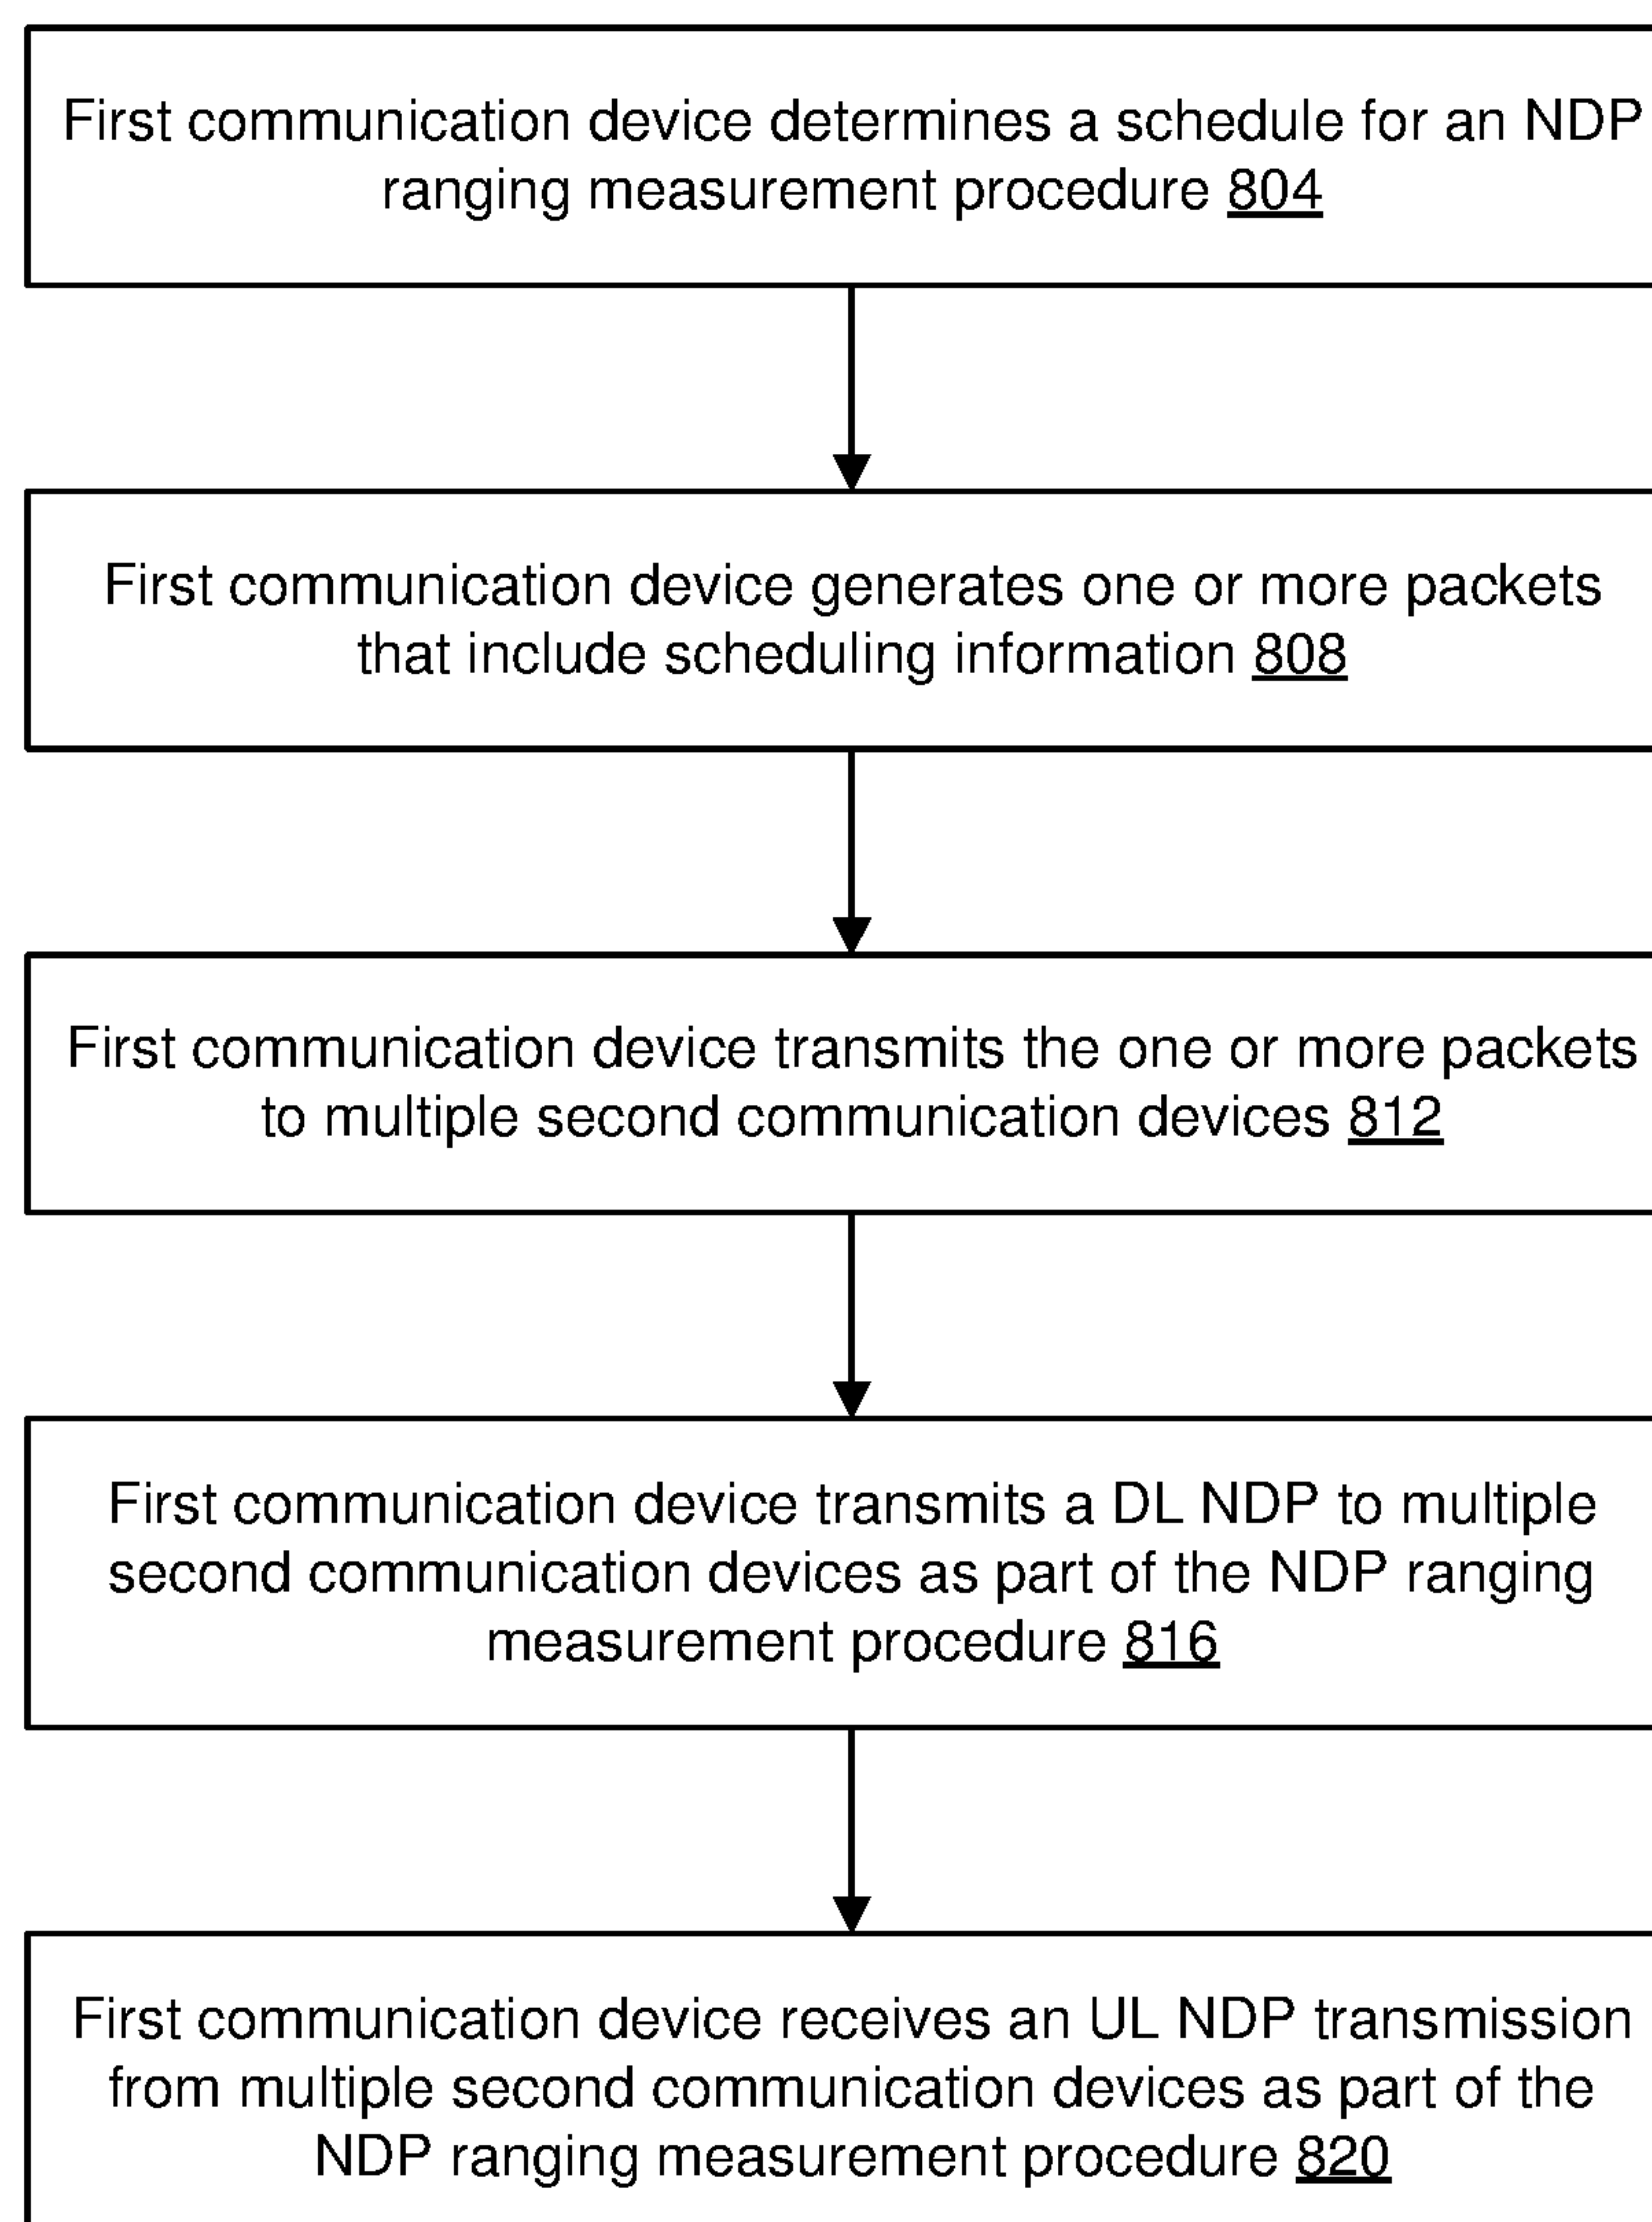 First communication device determines a schedule for an NDP
ranging measurement procedure 804
First communication device generates one or more packets
that include scheduling information 808
First communication device transmits the one or more packets
to multiple second communication devices 812
First communication device transmits a DL NDP to multiple
second communication devices as part of the NDP ranging
measurement procedure 816
First communication device receives an UL NDP transmission
from multiple second communication devices as part of the
NDP ranging measurement procedure 820